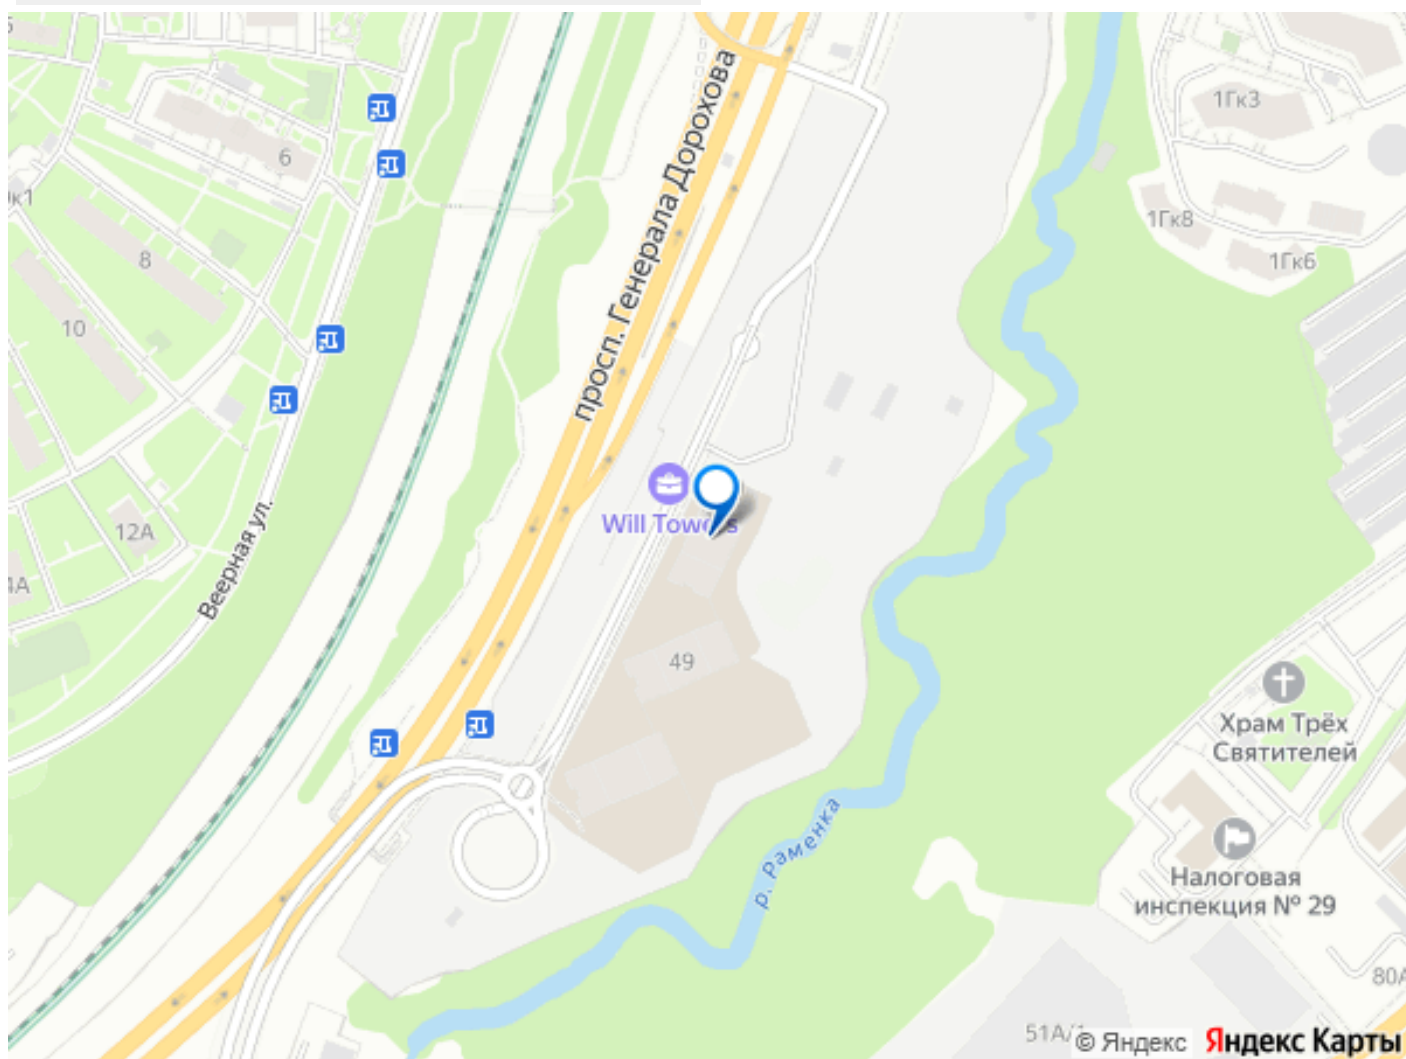 1Гк3
6
1Гк8
8
1Гк6
10
просп. Генерала Дорохова
12А
Веерная ул.
Will Towers
49
Храм Трёх
Святителей
р. Раменка
Налоговая
инспекция № 29
80А
51А/1
© Яндекс
Яндекс Карты